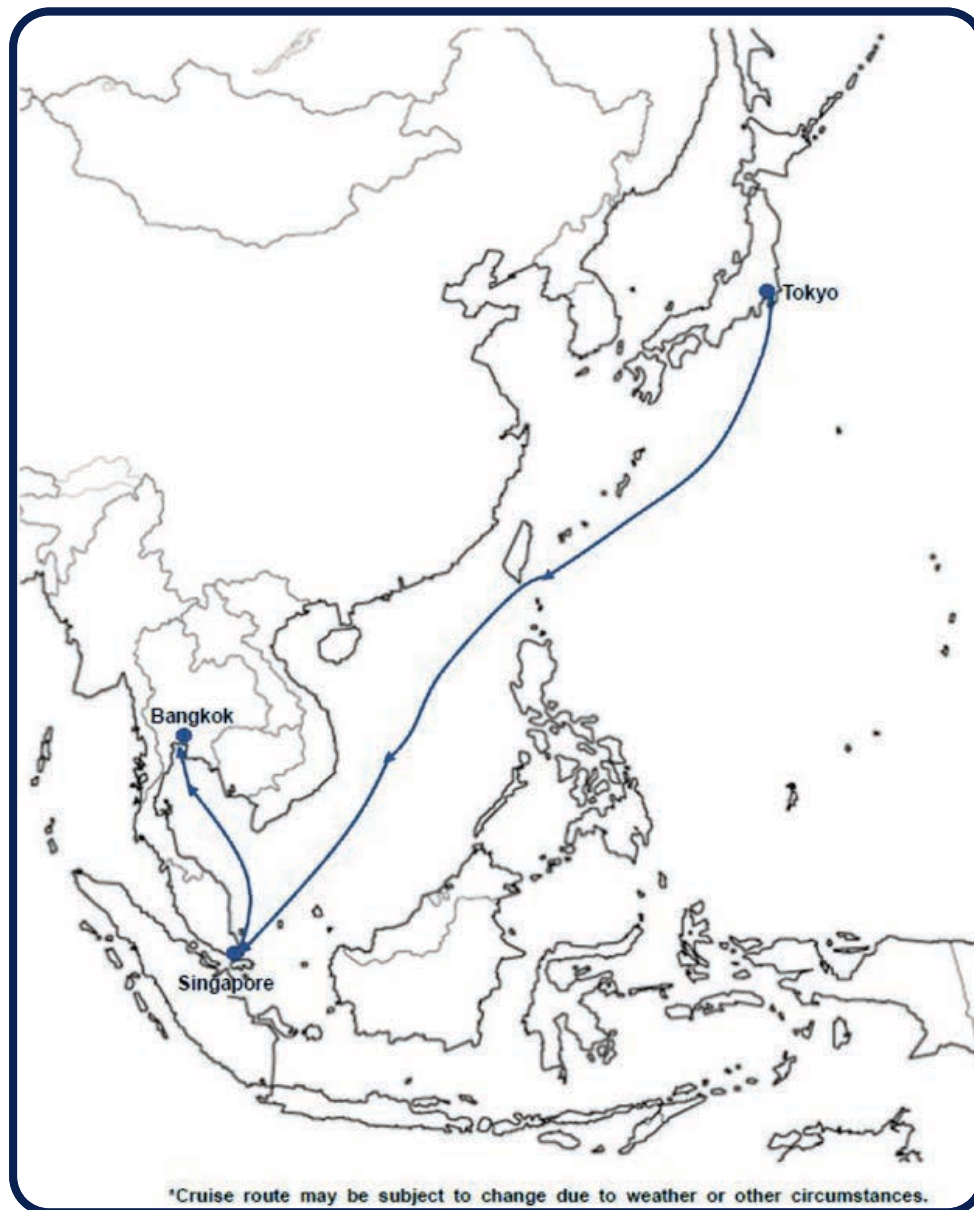 Tokyo
Bangkok
Singapore
*Cruise route may be subject to change due to weather or other circumstances.